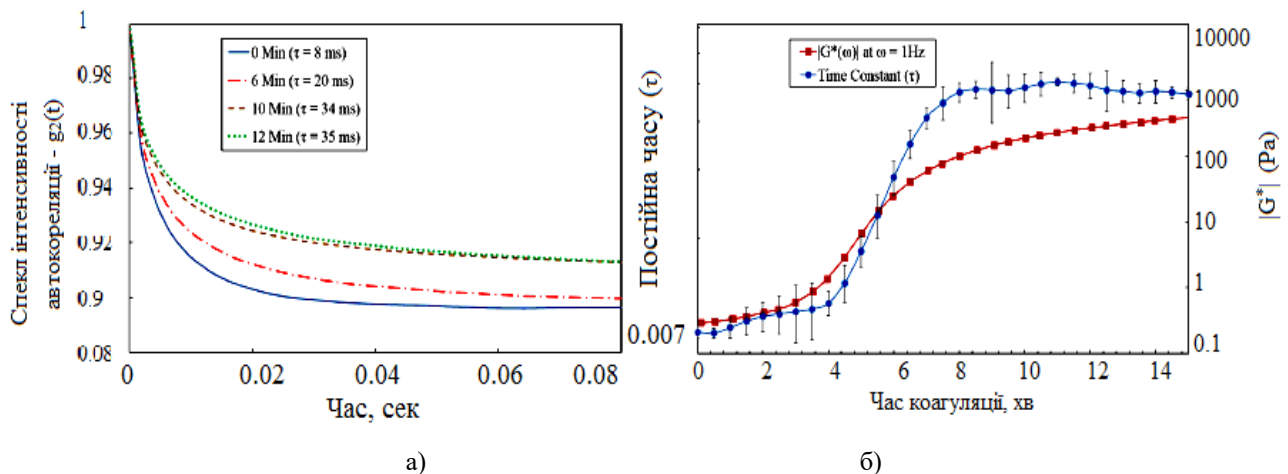 1
0.98
0.96
0.94
0.92
0.9
0.08
Спекл інтенсивності
автокореляції - g2(t)
0 Min (τ = 8 ms)
6 Min (τ = 20 ms)
10 Min (τ = 34 ms)
12 Min (τ = 35 ms)
0
0.02
0.04
0.06
0.08
Час, сек
а)
Постійна часу (τ)
0.007
|G*(ω)| at ω = 1Hz
Time Constant (τ)
10000
1000
100
10
1
0.1
|G*| (Pa)
0 2 4 6 8 10 12 14
Час коагуляції, хв
б)